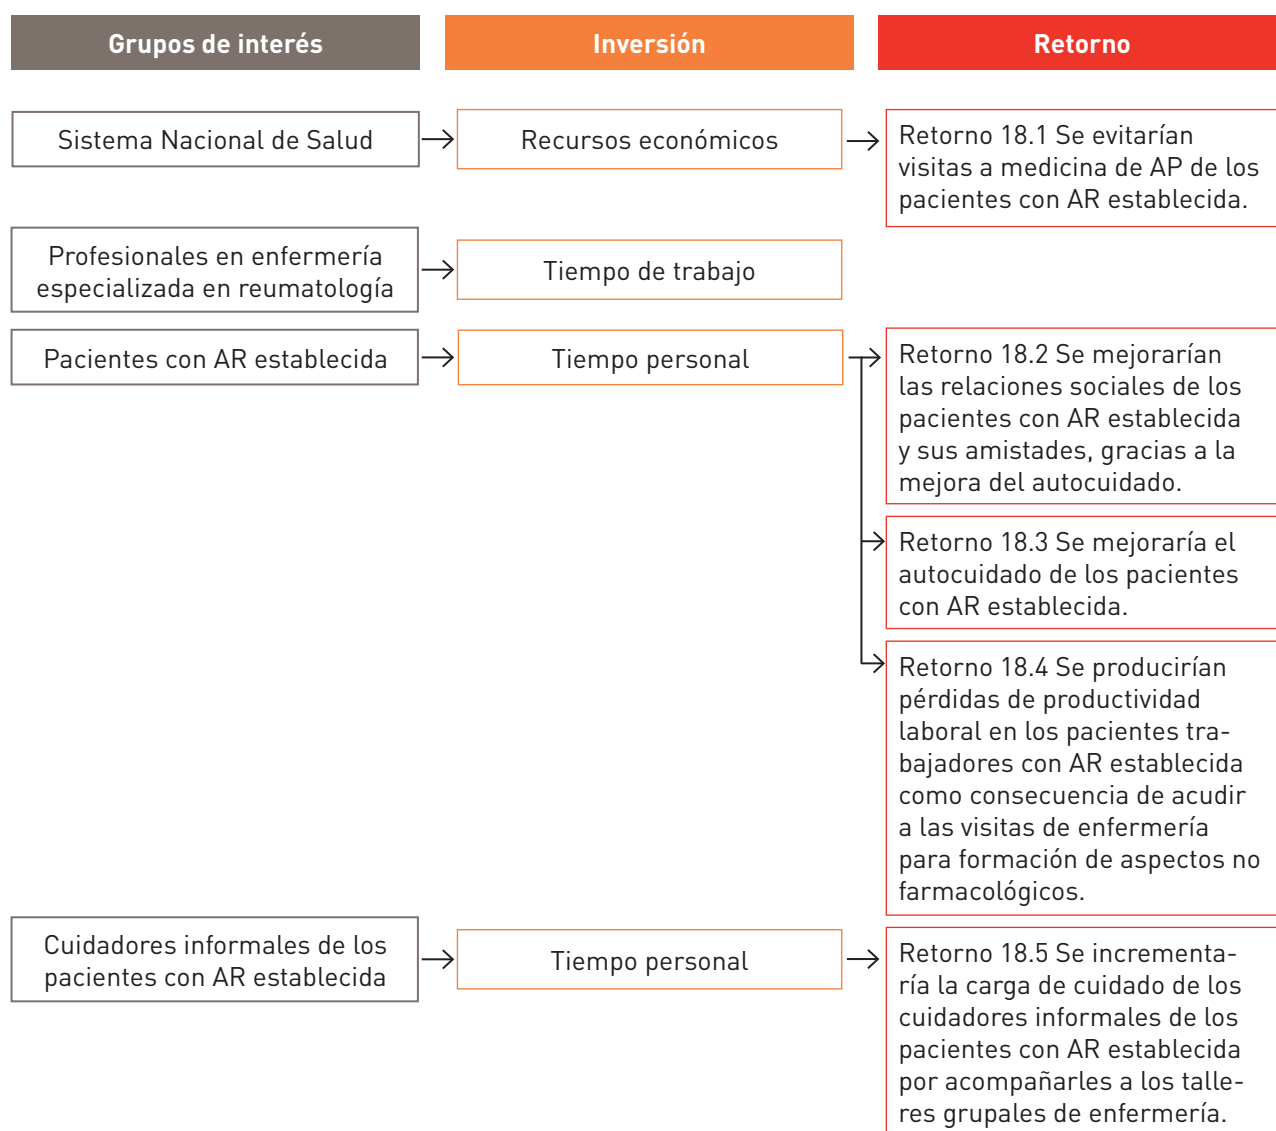 Grupos de interés
Inversión
Retorno
Sistema Nacional de Salud
Recursos económicos
Retorno 18.1 Se evitarían
visitas a medicina de AP de los
pacientes con AR establecida.
Profesionales en enfermería
especializada en reumatología
Tiempo de trabajo
Pacientes con AR establecida
Tiempo personal
Retorno 18.2 Se mejorarían
las relaciones sociales de los
pacientes con AR establecida
y sus amistades, gracias a la
mejora del autocuidado.
Retorno 18.3 Se mejoraría el
autocuidado de los pacientes
con AR establecida.
Retorno 18.4 Se producirían
pérdidas de productividad
laboral en los pacientes tra-
bajadores con AR establecida
como consecuencia de acudir
a las visitas de enfermería
para formación de aspectos no
farmacológicos.
Cuidadores informales de los
pacientes con AR establecida
Tiempo personal
Retorno 18.5 Se incrementa-
ría la carga de cuidado de los
cuidadores informales de los
pacientes con AR establecida
por acompañarles a los talle-
res grupales de enfermería.